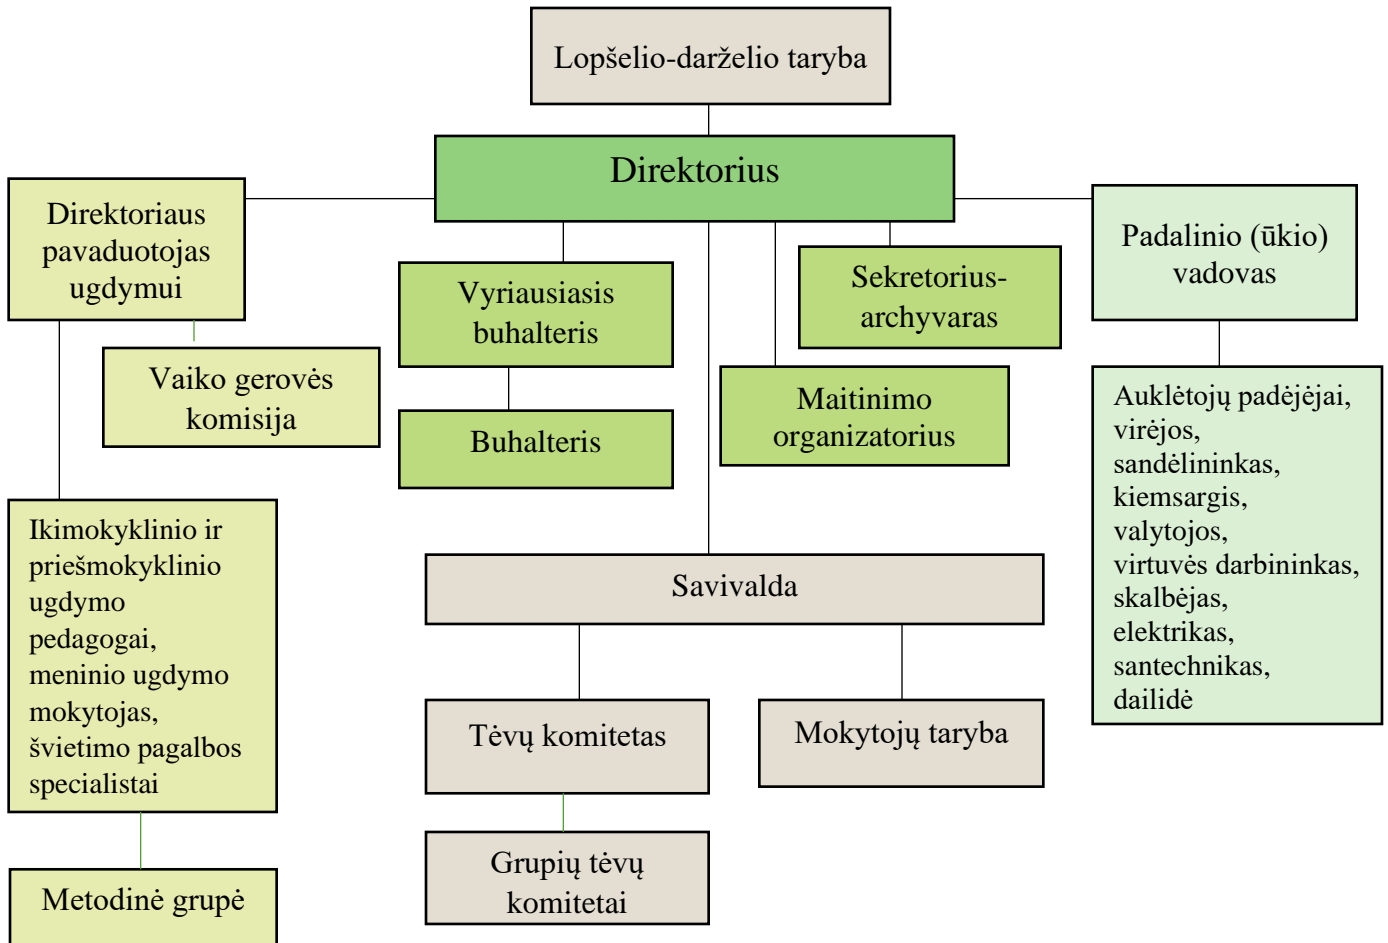 Lopšelio-darželio taryba
Direktorius
Direktoriaus
pavaduotojas
ugdymui
Padalinio (ūkio)
vadovas
Vyriausiasis
buhalteris
Sekretorius-
archyvaras
Vaiko gerovės
komisija
Buhalteris
Maitinimo
organizatorius
Auklėtojų padėjėjai,
virėjos,
sandėlininkas,
kiemsargis,
valytojos,
virtuvės darbininkas,
skalbėjas,
elektrikas,
santechnikas,
dailidė
Ikimokyklinio ir
priešmokyklinio
ugdymo
pedagogai,
meninio ugdymo
mokytojas,
švietimo pagalbos
specialistai
Savivalda
Tėvų komitetas
Mokytojų taryba
Grupių tėvų
komitetai
Metodinė grupė